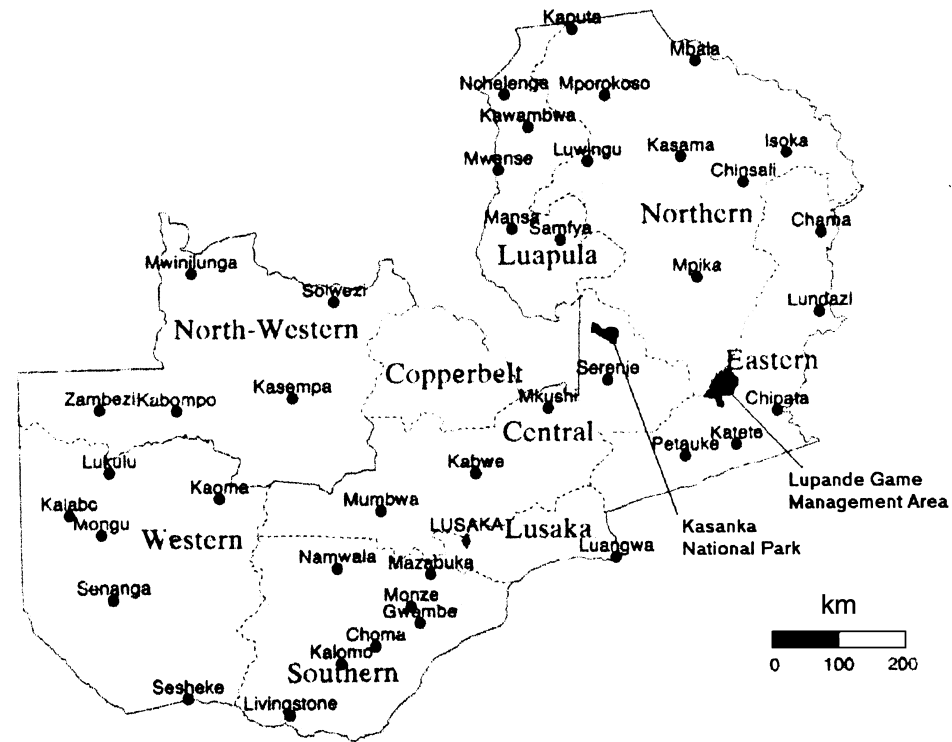 Kaputa
Mbala
Nchelenge
Mporokoso
Kawambwa
Mwense
Luwingu
Kasama
Isoka
Chinsali
Mansa
Samfya
Northern
Chama
Luapula
Mwinilunga
Mpika
Solwezi
Lundazi
North-Western
Copperbelt
Serenje
Eastern
Zambezi
Kabompo
Kasempa
Mkushi
Chipata
Central
Petauke
Katete
Lukulu
Kabwe
Kaoma
Mumbwa
Lupande Game
Management Area
Kalabo
Mongu
Western
LUSAKA
Lusaka
Kasanka
National Park
Luangwa
Namwala
Mazabuka
Senanga
Monze
Gwembe
km
Choma
Kalomo
Southern
0 100 200
Sesheke
Livingstone